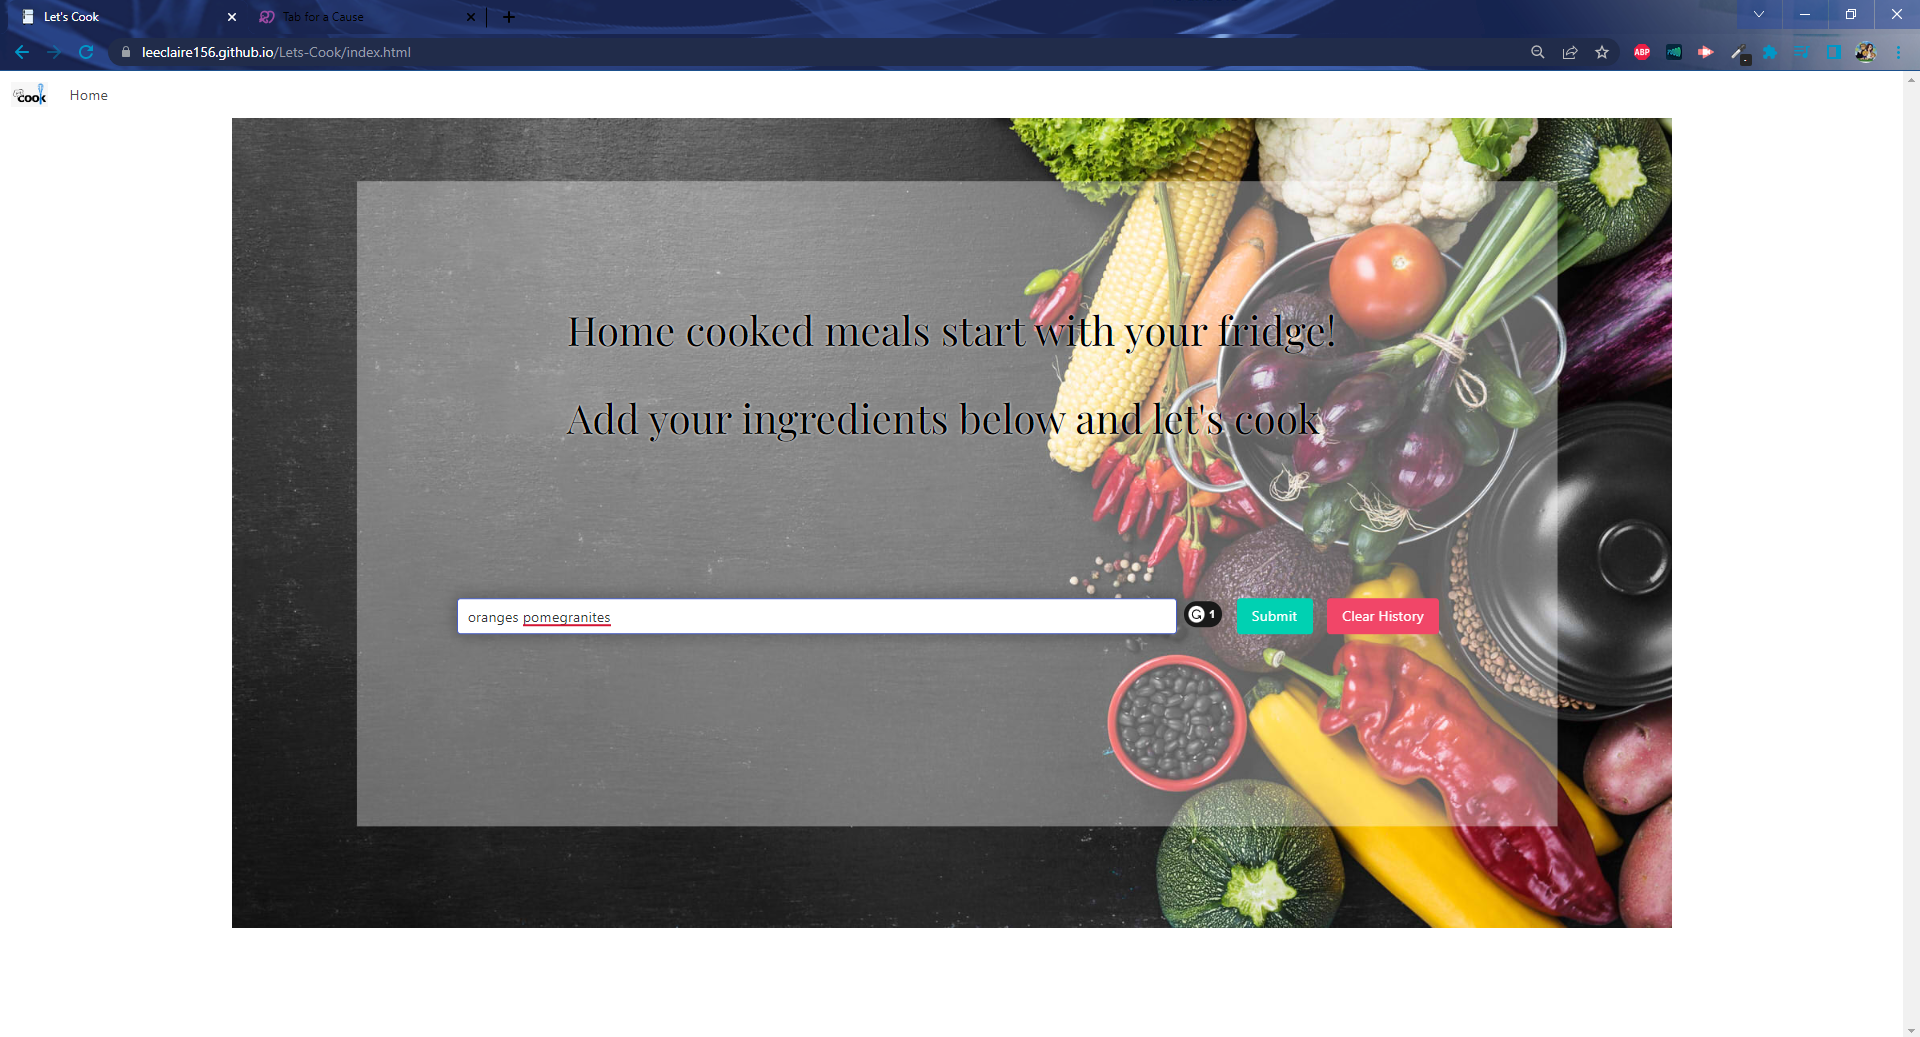 Let's Cook
Tab for a Cause
leeclaire156.github.io/Lets-Cook/index.html
ABP
cook
Home
Home cooked meals start with your fridge!
Add your ingredients below and let's cook
oranges pomegranites
1
Submit
Clear History